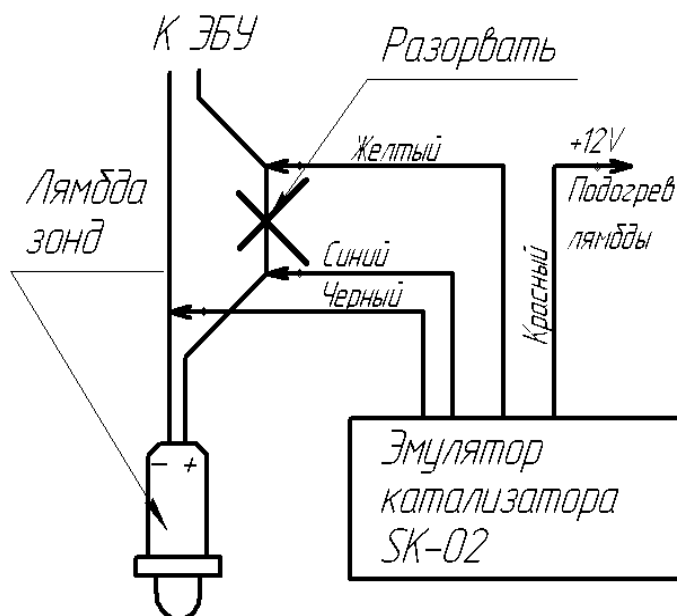 К ЭБУ
Разорвать
Желтый
+12V
Подогрев
лямбды
Лямбда
зонд
Синий
Черный
Красный
– +
Эмулятор
катализатора
SK-02